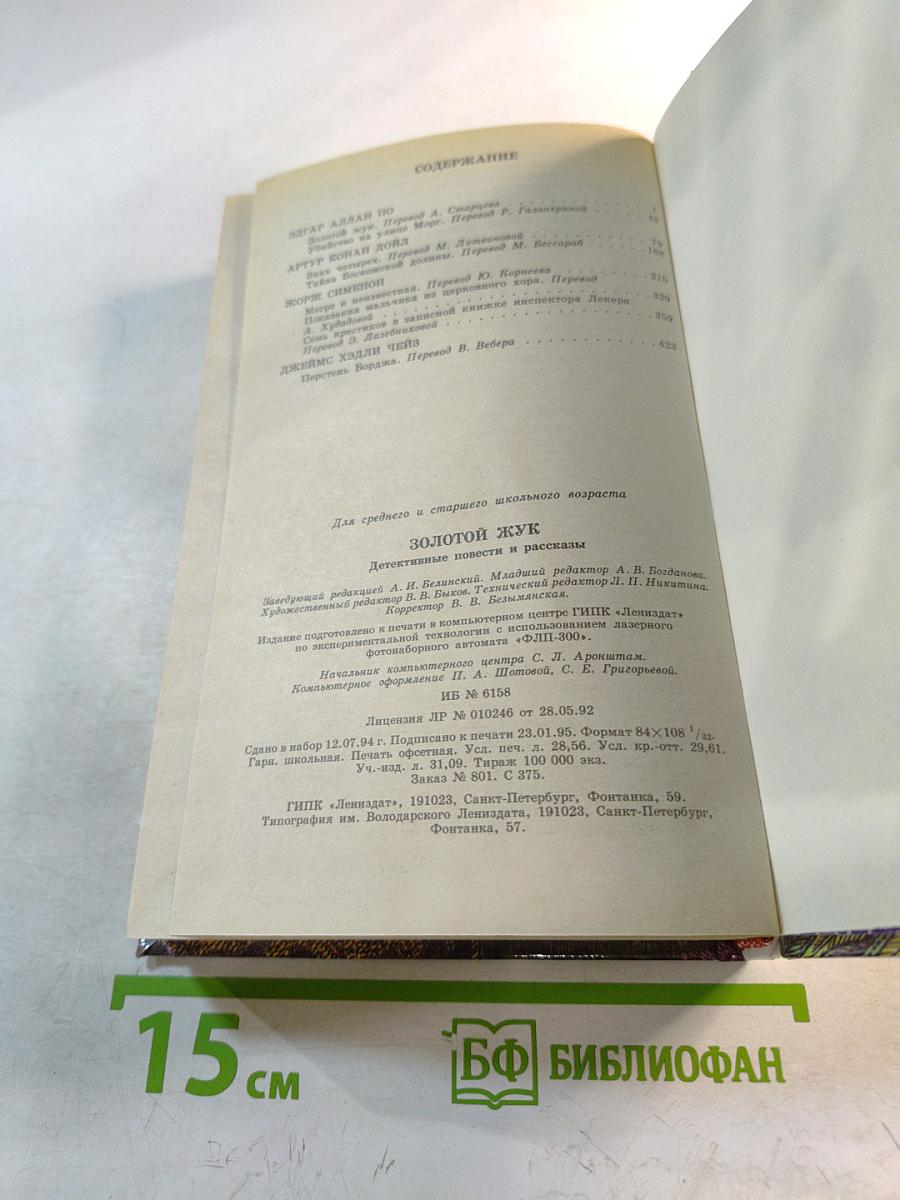 СОДЕРЖАНИЕ
ЭДГАР АЛЛАН ПО
Золотой жук. Перевод А. Старцева . . . 7
Убийство на улице Морг. Перевод Р. Гальпериной . . . 43
АРТУР КОНАН ДОЙЛ
Знак четырех. Перевод М. Литвиновой . . . 79
Тайна Боскомской долины. Перевод М. Бессараб . . . 188
ЖОРЖ СИМЕНОН
Мегрэ и неизвестная. Перевод Ю. Корнеева . . . 215
Показания мальчика из церковного хора. Перевод
А. Худадовой . . . 329
Семь крестиков в записной книжке инспектора Лекера.
Перевод Э. Лазебниковой . . . 359
ДЖЕЙМС ХЭДЛИ ЧЕЙЗ
Перстень Борджа. Перевод В. Вебера . . . 422
Для среднего и старшего школьного возраста
ЗОЛОТОЙ ЖУК
Детективные повести и рассказы
Заведующий редакцией А. И. Белинский. Младший редактор А. В. Богданова.
Художественный редактор В. В. Быков. Технический редактор Л. П. Никитина.
Корректор В. В. Безымянская.
Издание подготовлено к печати в компьютерном центре ГИПК «Лениздат»
по экспериментальной технологии с использованием лазерного
фотонаборного автомата «ФЛП-300».
Начальник компьютерного центра С. Л. Аронштам.
Компьютерное оформление П. А. Шотовой, С. Е. Григорьевой.
ИБ № 6158
Лицензия ЛР № 010246 от 28.05.92
Сдано в набор 12.07.94 г. Подписано к печати 23.01.95. Формат 84×108 1/32.
Гарн. школьная. Печать офсетная. Усл. печ. л. 28,56. Усл. кр.-отт. 29,61.
Уч.-изд. л. 31,09. Тираж 100 000 экз.
Заказ № 801. С 375.
ГИПК «Лениздат», 191023, Санкт-Петербург, Фонтанка, 59.
Типография им. Володарского Лениздата, 191023, Санкт-Петербург,
Фонтанка, 57.
15 см
БФ БИБЛИОФАН